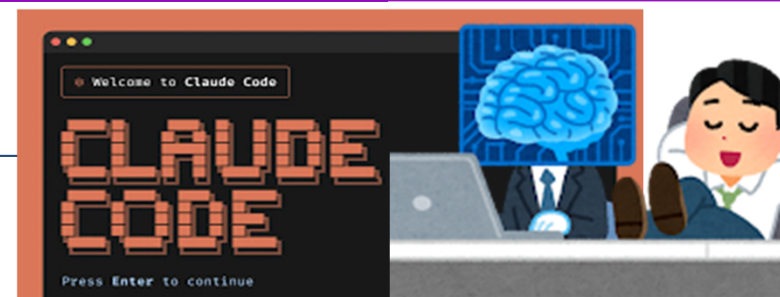 ✻ Welcome to Claude Code
CLAUDE
CODE
Press Enter to continue